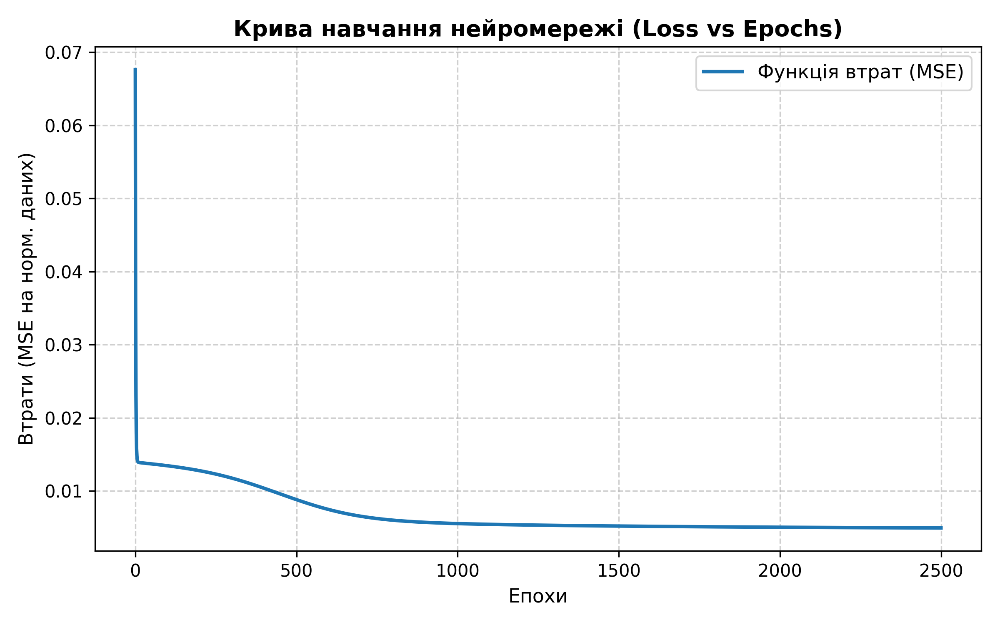 Крива навчання нейромережі (Loss vs Epochs)
Функція втрат (MSE)
Втрати (MSE на норм. даних)
0.07
0.06
0.05
0.04
0.03
0.02
0.01
0 500 1000 1500 2000 2500
Епохи